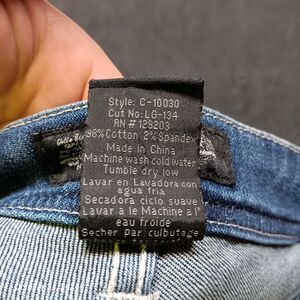 Style: C-10030
Cut No: LG-134
RN # 129203
98% Cotton 2% Spandex
Made in China
Machine wash cold water
Tumble dry low
Lavar en Lavadora con
agua fria
Secadora ciclo suave
Lavar a le Machine a l'
eau froide
Secher par culbutage